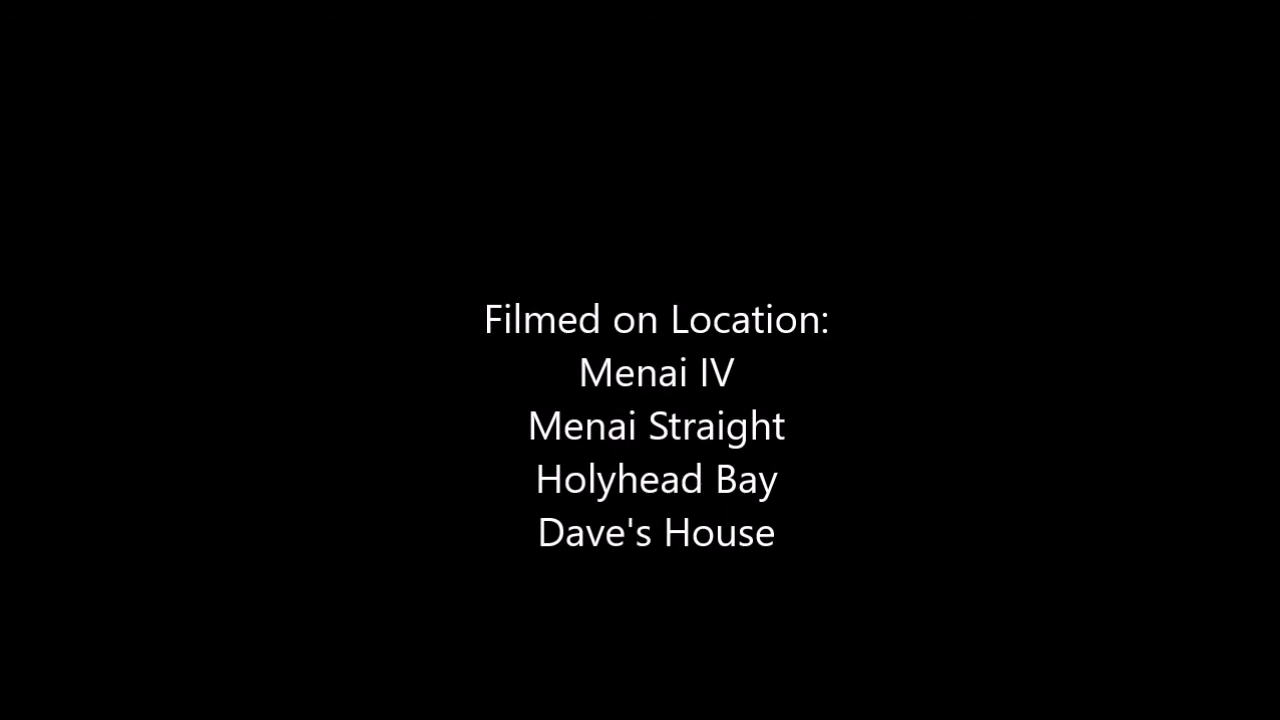 Filmed on Location:
Menai IV
Menai Straight
Holyhead Bay
Dave's House